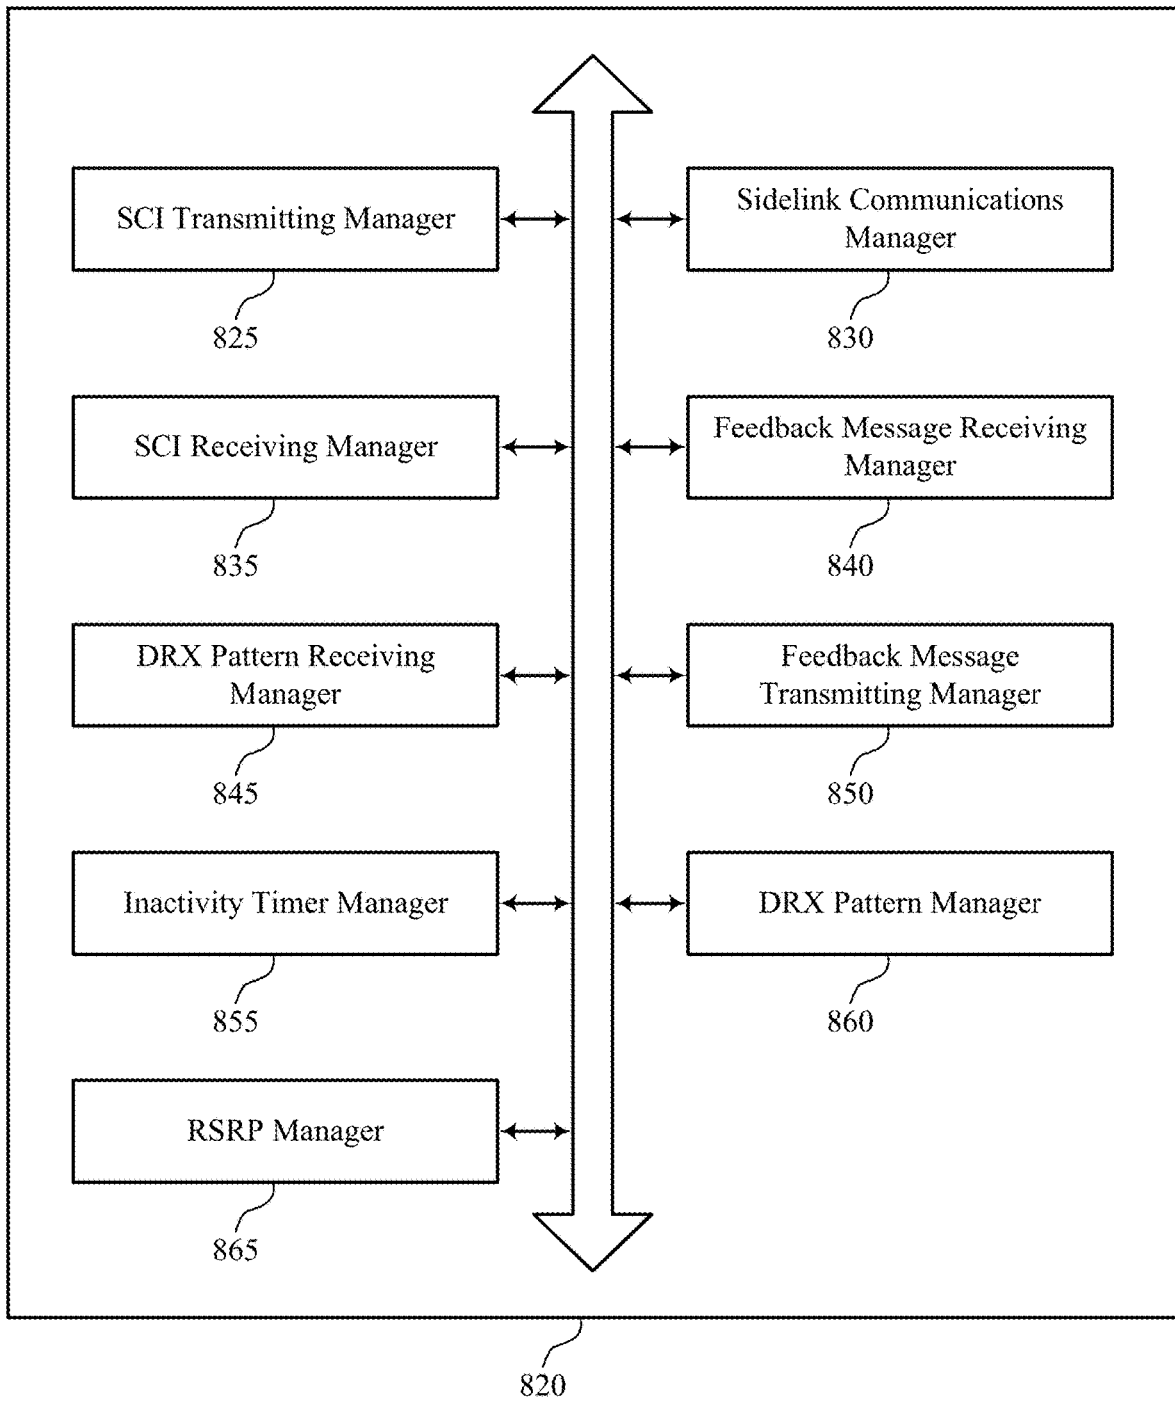 SCI Transmitting Manager
825
Sidelink Communications
Manager
830
SCI Receiving Manager
835
Feedback Message Receiving
Manager
840
DRX Pattern Receiving
Manager
845
Feedback Message
Transmitting Manager
850
Inactivity Timer Manager
855
DRX Pattern Manager
860
RSRP Manager
865
820